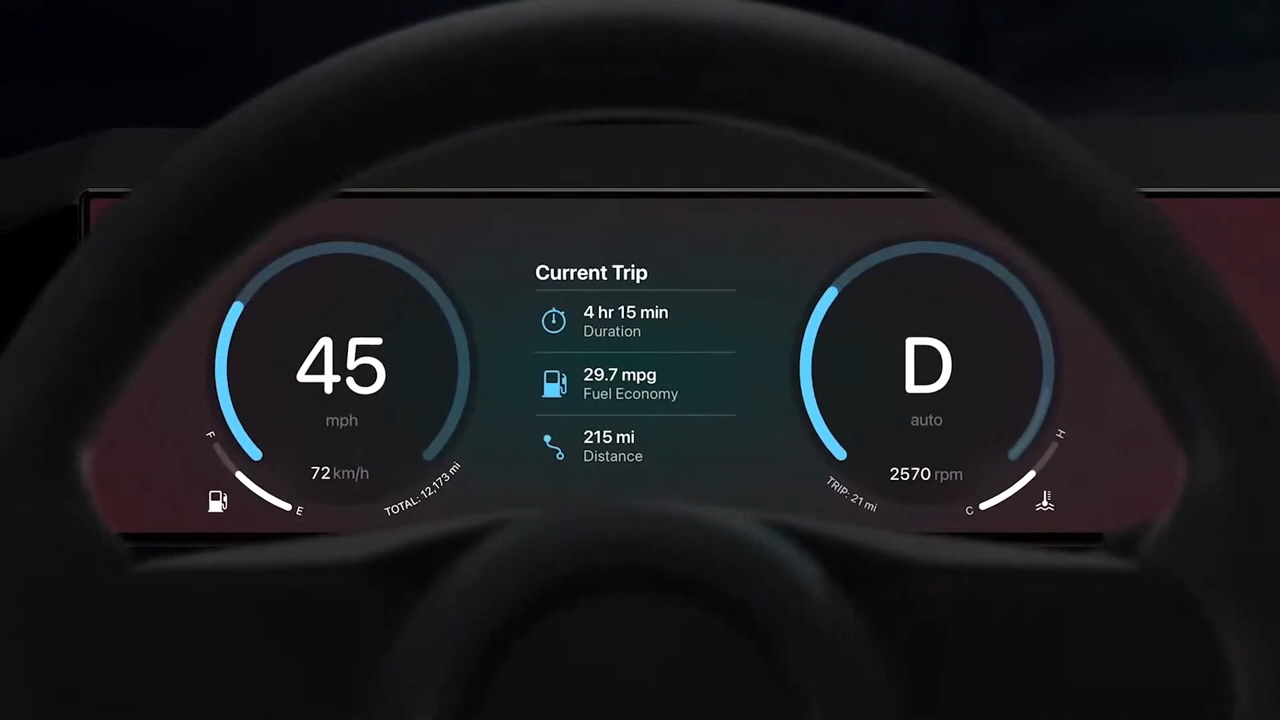 45
mph
72 km/h
F
E
TOTAL: 12,173 mi
Current Trip
4 hr 15 min
Duration
29.7 mpg
Fuel Economy
215 mi
Distance
D
auto
2570 rpm
TRIP: 21 mi
C
H